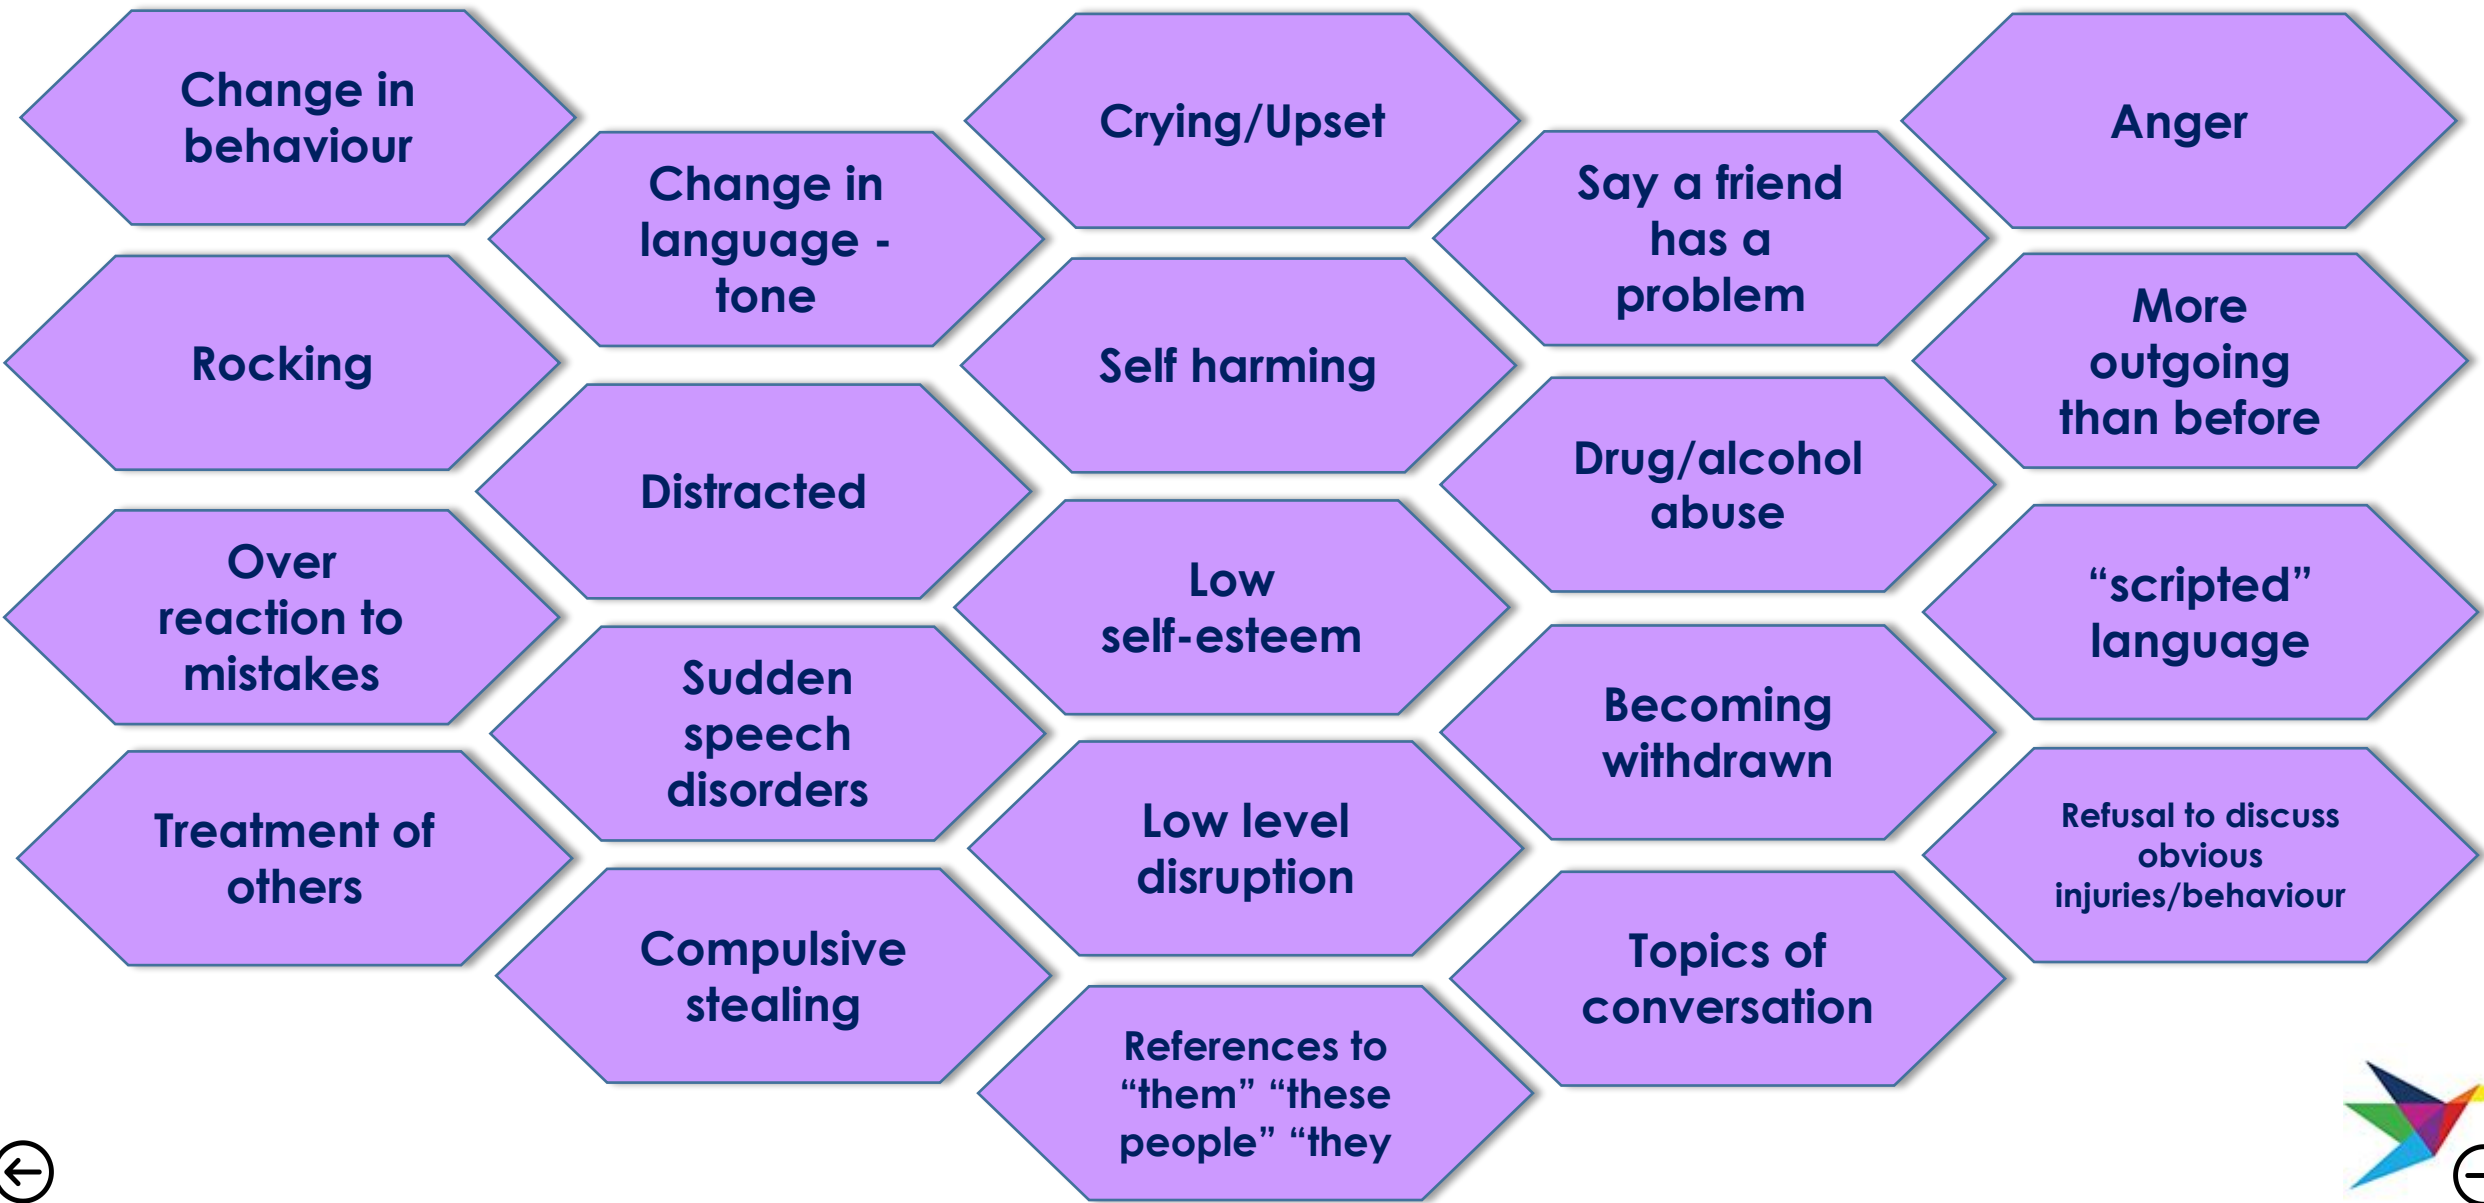 Change in
behaviour
Rocking
Over
reaction to
mistakes
Treatment of
others
Change in
language -
tone
Distracted
Sudden
speech
disorders
Compulsive
stealing
Crying/Upset
Self harming
Low
self-esteem
Low level
disruption
References to
“them” “these
people” “they
Say a friend
has a
problem
Drug/alcohol
abuse
Becoming
withdrawn
Topics of
conversation
Anger
More
outgoing
than before
“scripted”
language
Refusal to discuss
obvious
injuries/behaviour